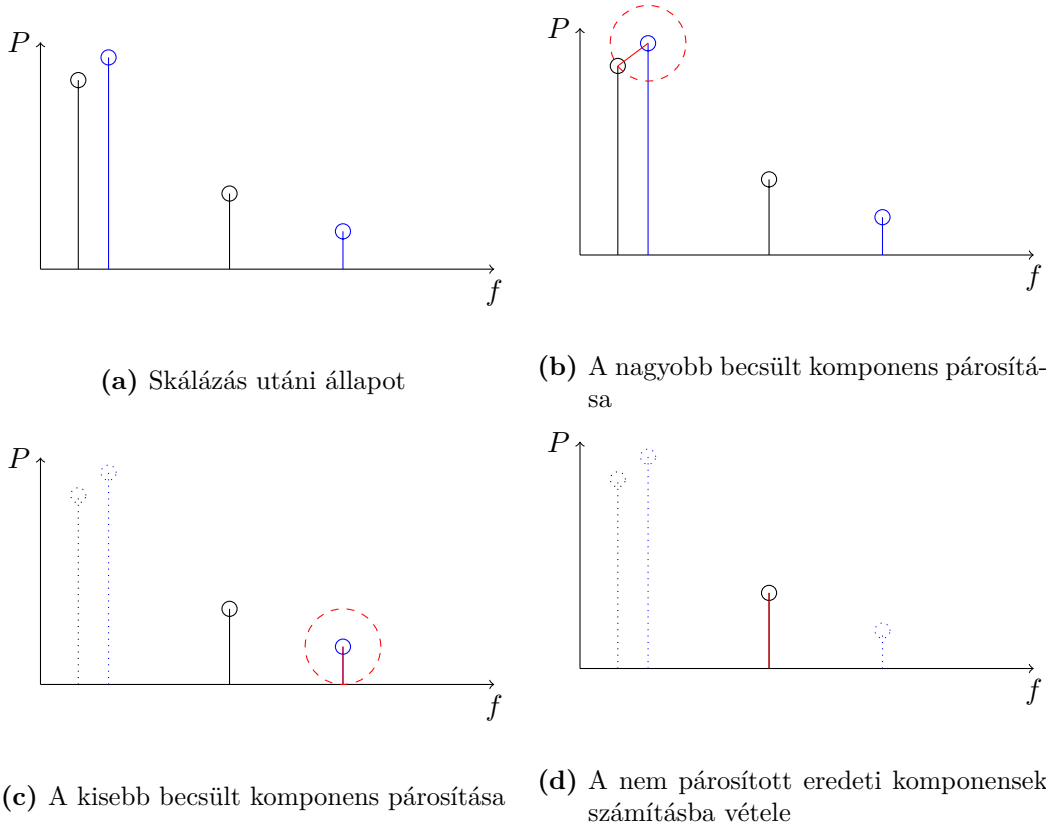 P
f
(a) Skálázás utáni állapot
P
f
(b) A nagyobb becsült komponens párosítá-
sa
P
f
(c) A kisebb becsült komponens párosítása
P
f
(d) A nem párosított eredeti komponensek
számításba vétele